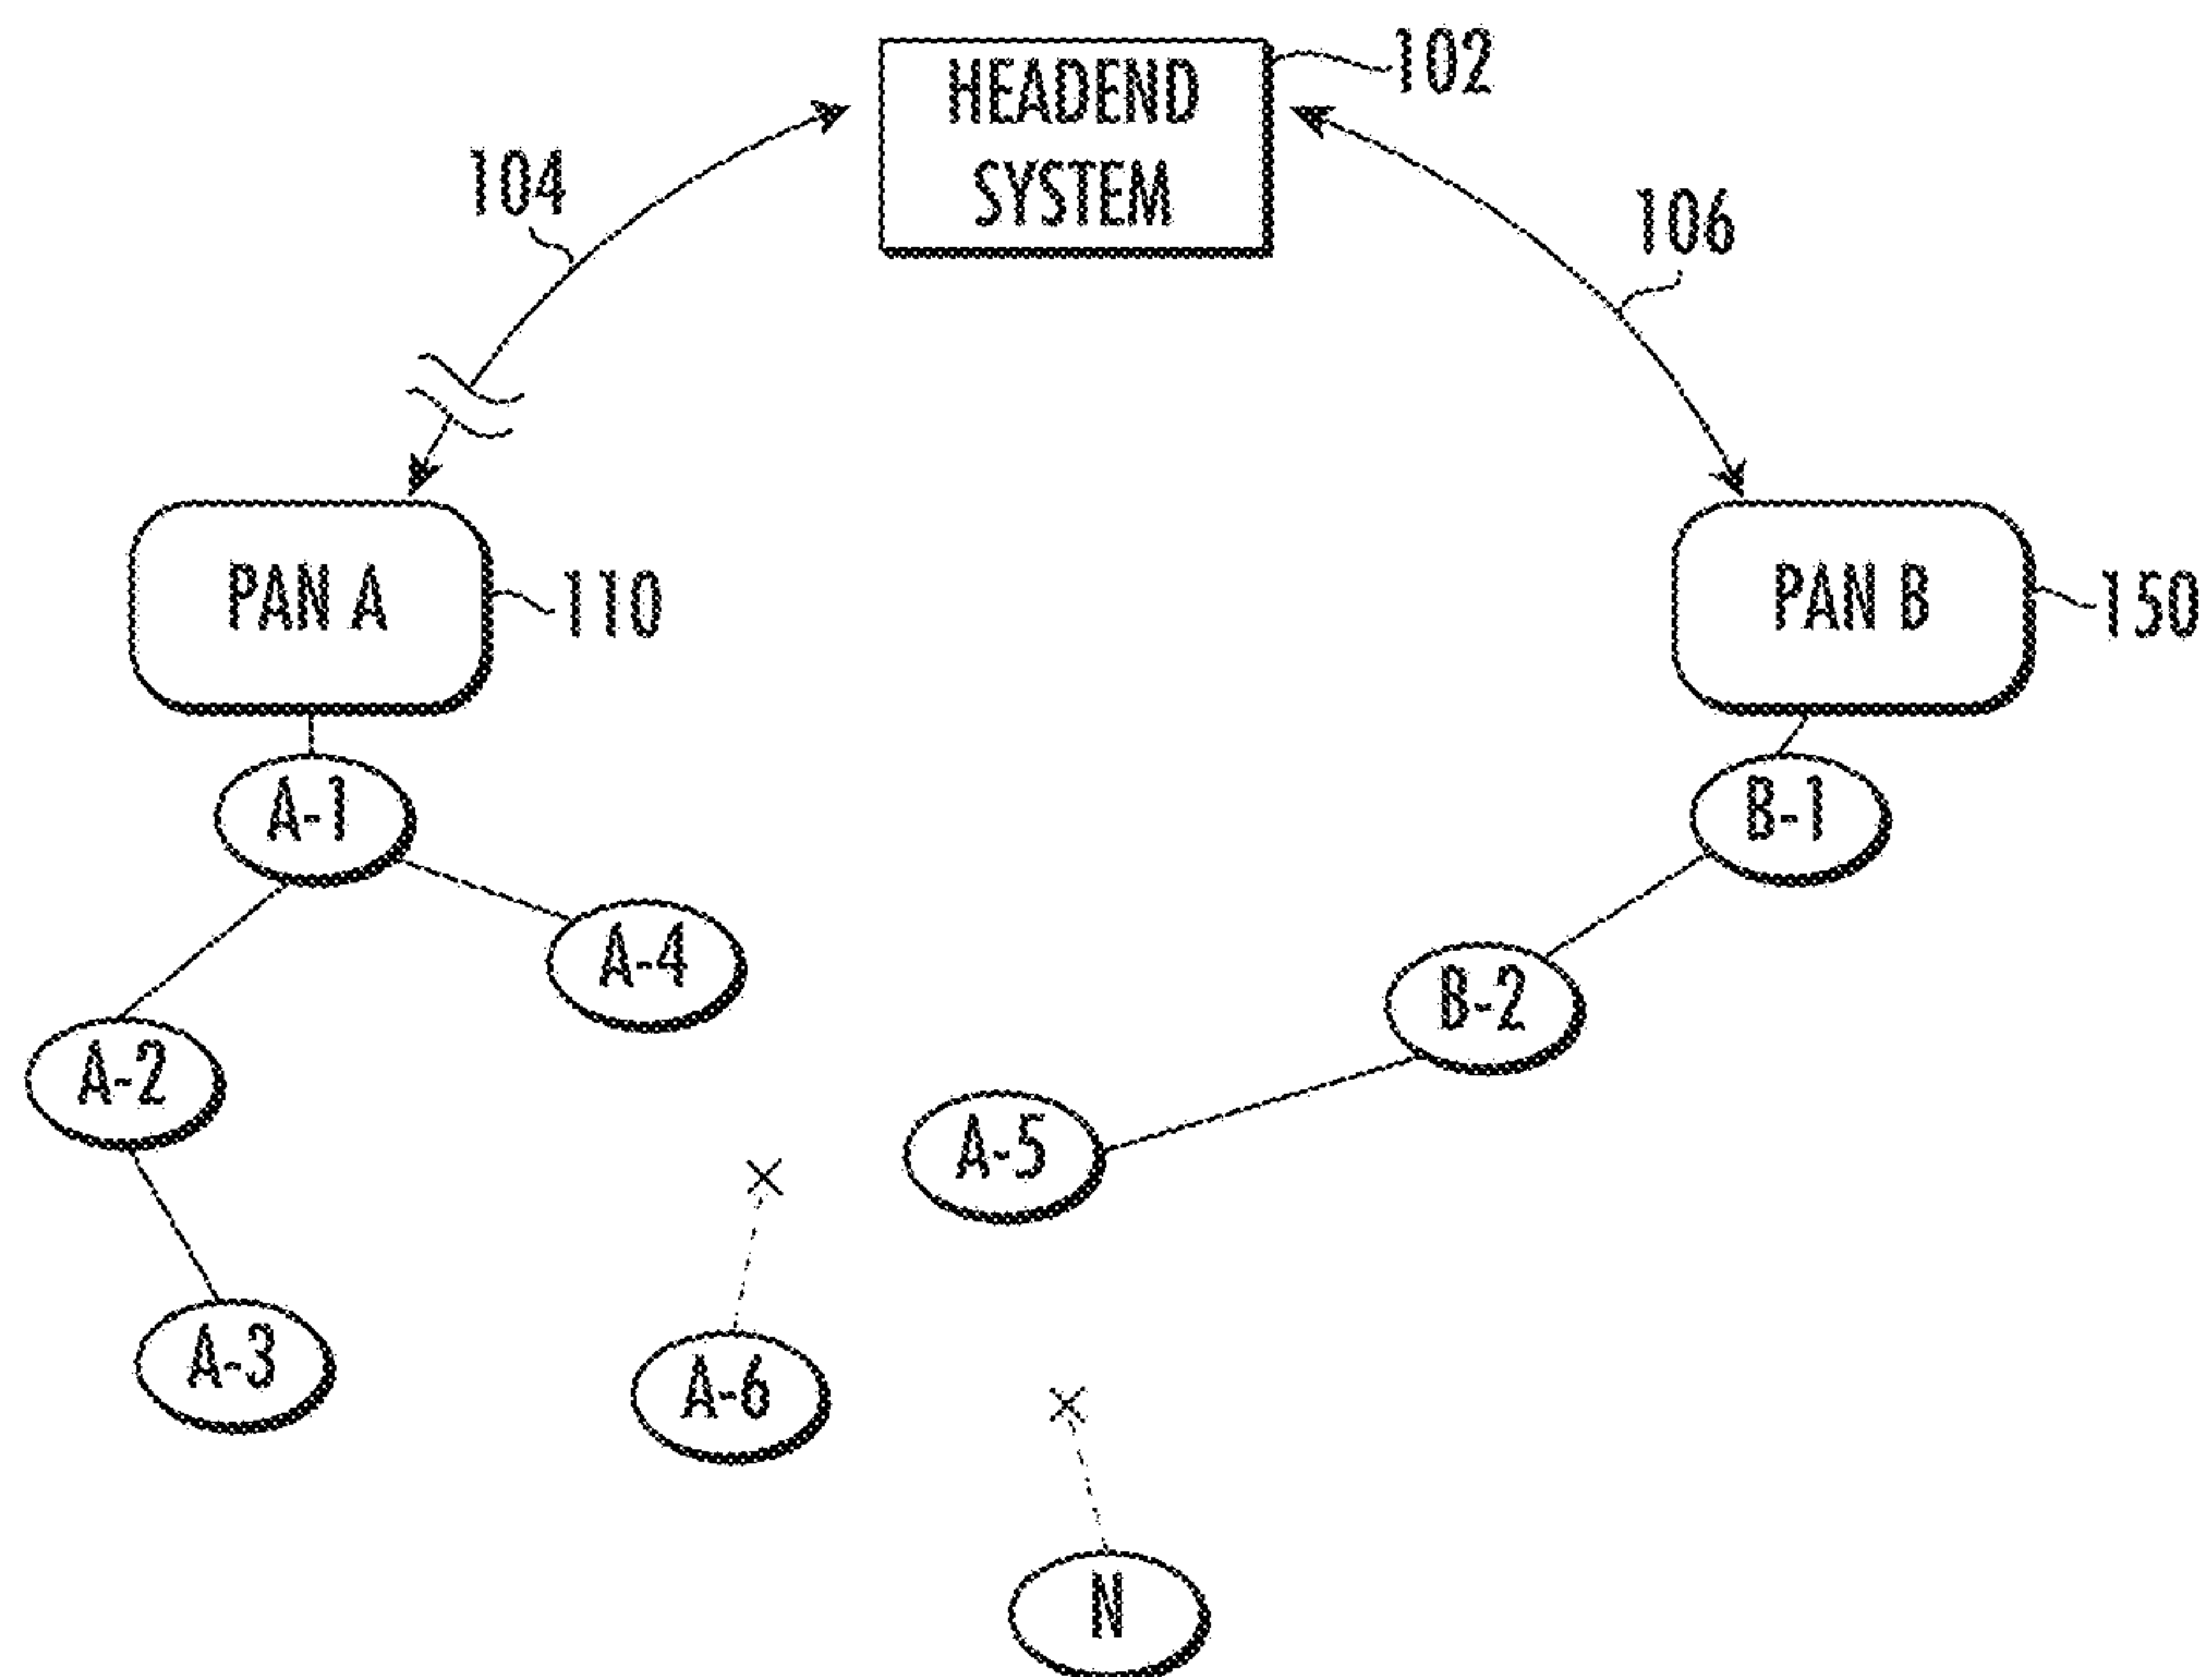 HEADEND
SYSTEM
102
104
106
PAN A
110
PAN B
150
A-1
B-1
A-4
B-2
A-2
A-5
A-3
A-6
N